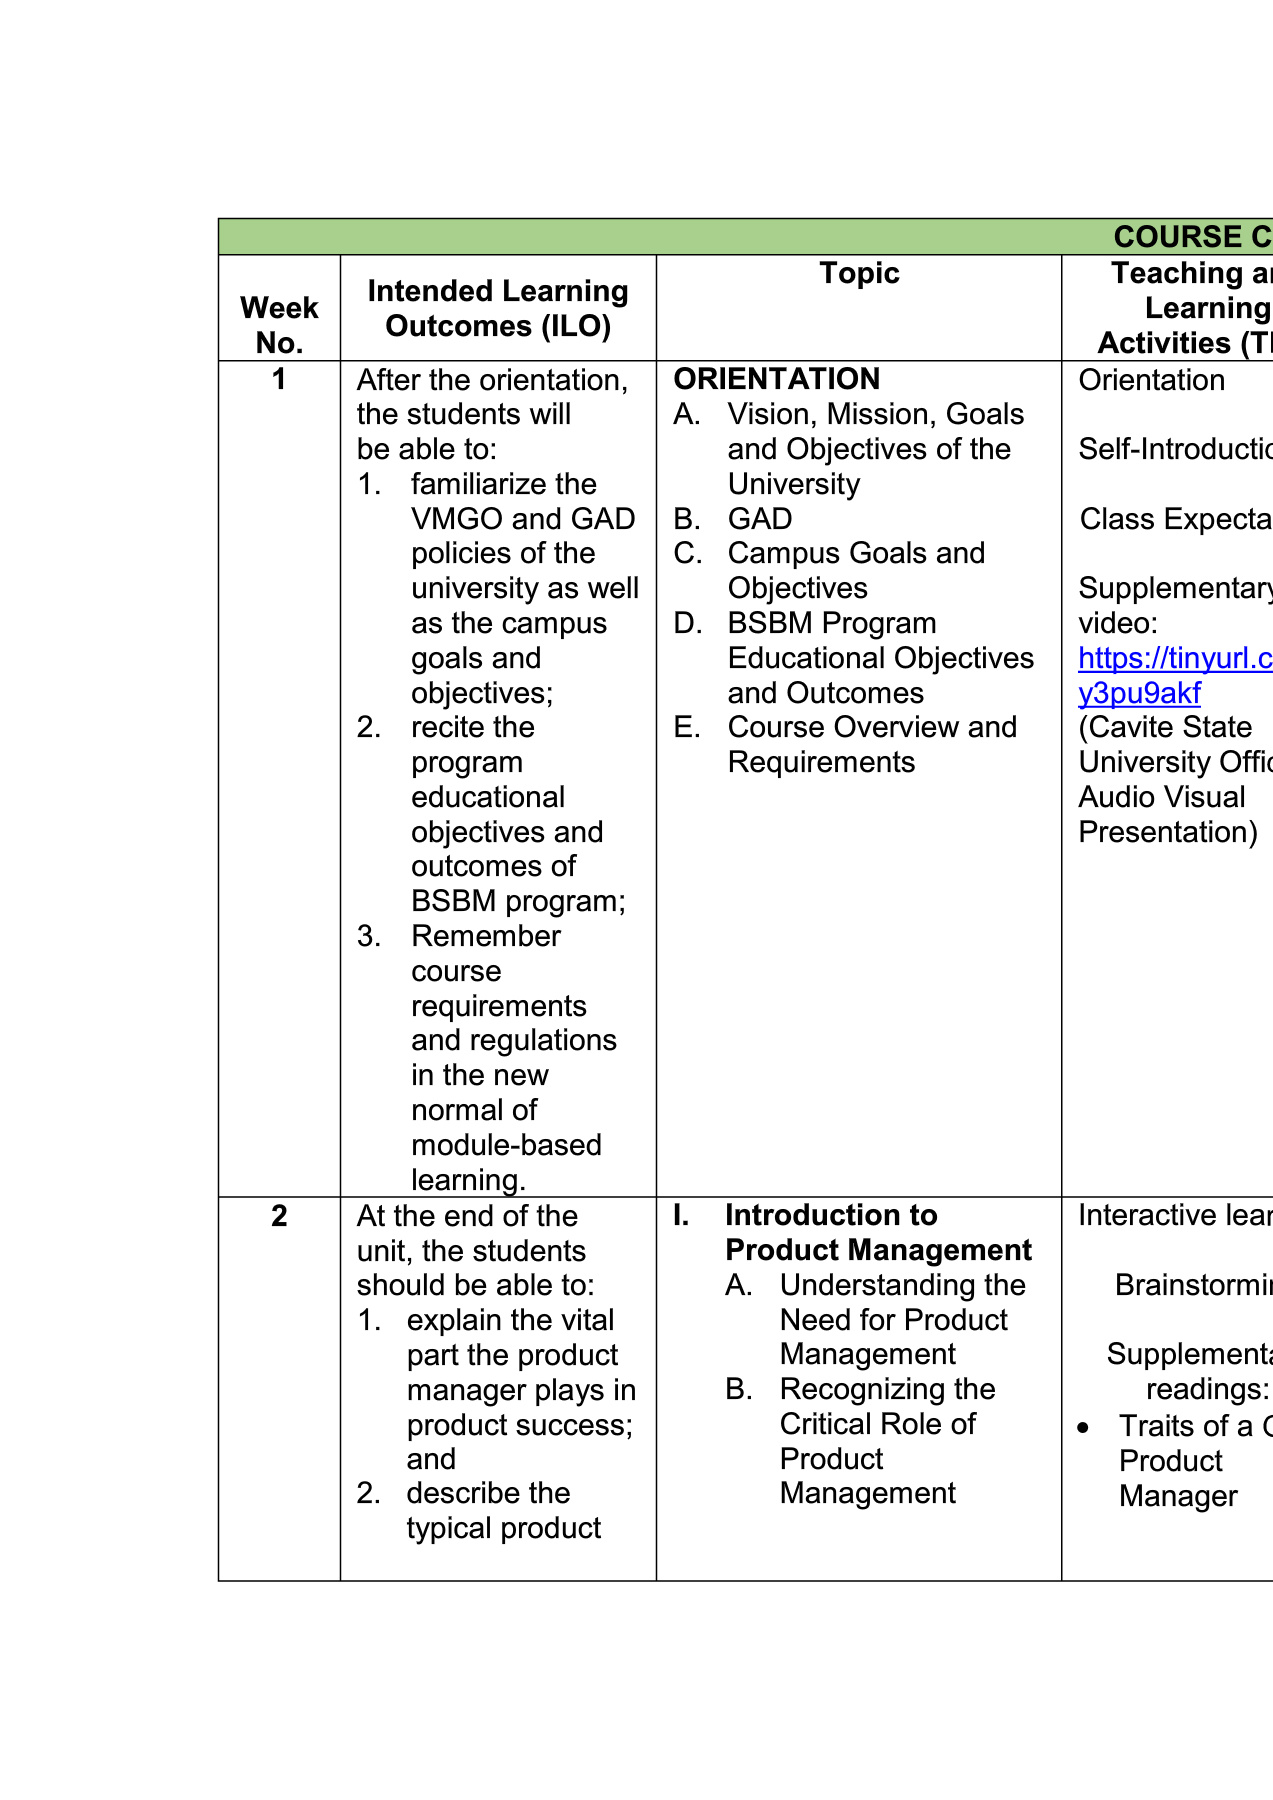 COURSE C
Week
No.
Intended Learning
Outcomes (ILO)
Topic
Teaching
Learning
Activities
1
After the orientation,
the students will
be able to:
1. familiarize the
VMGO and GAD
policies of the
university as well
as the campus
goals and
objectives;
2. recite the
program
educational
objectives and
outcomes of
BSBM program;
3. Remember
course
requirements
and regulations
in the new
normal of
module-based
learning.
ORIENTATION
A. Vision, Mission, Goals
and Objectives of the
University
B. GAD
C. Campus Goals and
Objectives
D. BSBM Program
Educational Objectives
and Outcomes
E. Course Overview and
Requirements
Orientation
Self-Introductio
Class Expecta
Supplementary
video:
https://tinyurl.c
y3pu9akf
(Cavite State
University Offic
Audio Visual
Presentation)
2
At the end of the
unit, the students
should be able to:
1. explain the vital
part the product
manager plays in
product success;
and
2. describe the
typical product
I. Introduction to
Product Management
A. Understanding the
Need for Product
Management
B. Recognizing the
Critical Role of
Product
Management
Interactive lear
Brainstormin
Supplementa
readings:
• Traits of a
Product
Manager